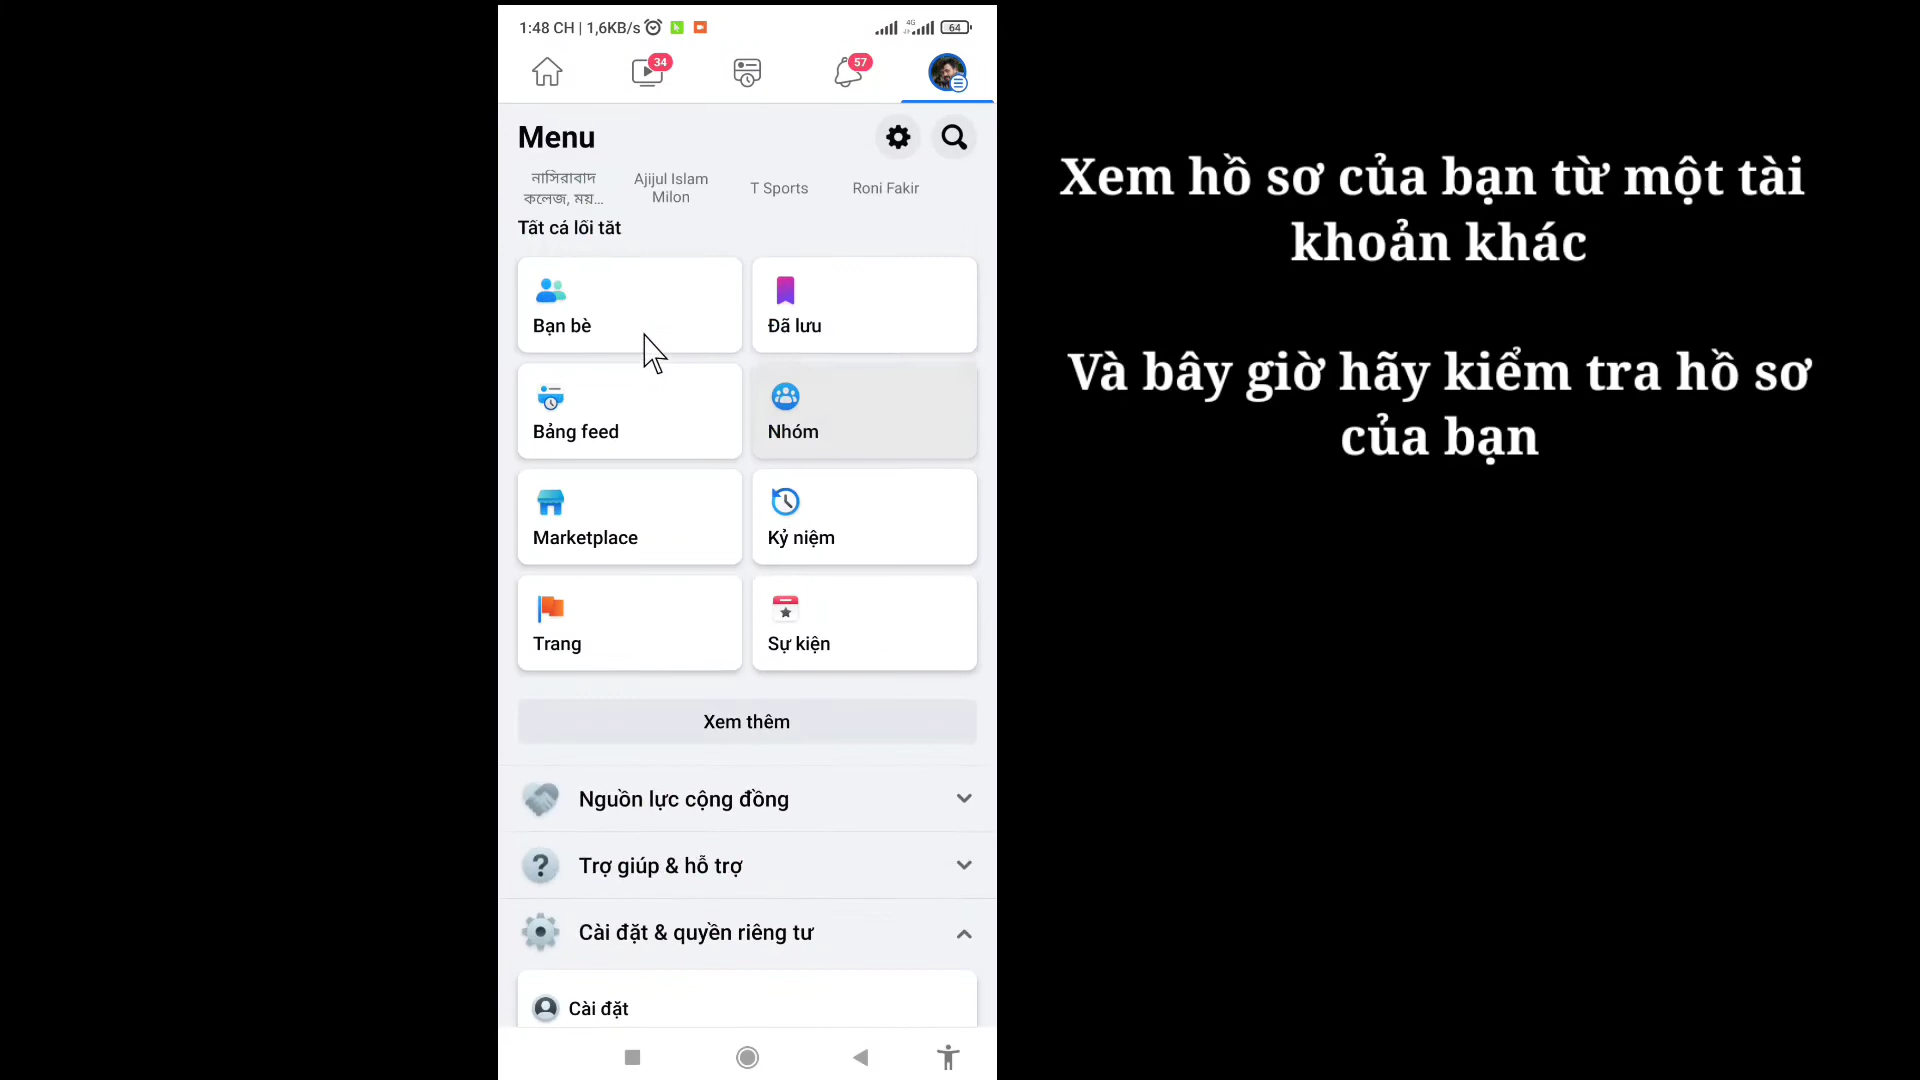 1:48 CH | 1,6KB/s
4G
64
34
57
Menu
নাসিরাবাদ
কলেজ, ময়...
Ajijul Islam
Milon
T Sports
Roni Fakir
Tất cả lối tắt
Bạn bè
Đã lưu
Bảng feed
Nhóm
Marketplace
Kỷ niệm
Trang
Sự kiện
Xem thêm
Nguồn lực cộng đồng
Trợ giúp & hỗ trợ
Cài đặt & quyền riêng tư
Cài đặt
Xem hồ sơ của bạn từ một tài
khoản khác
Và bây giờ hãy kiểm tra hồ sơ
của bạn